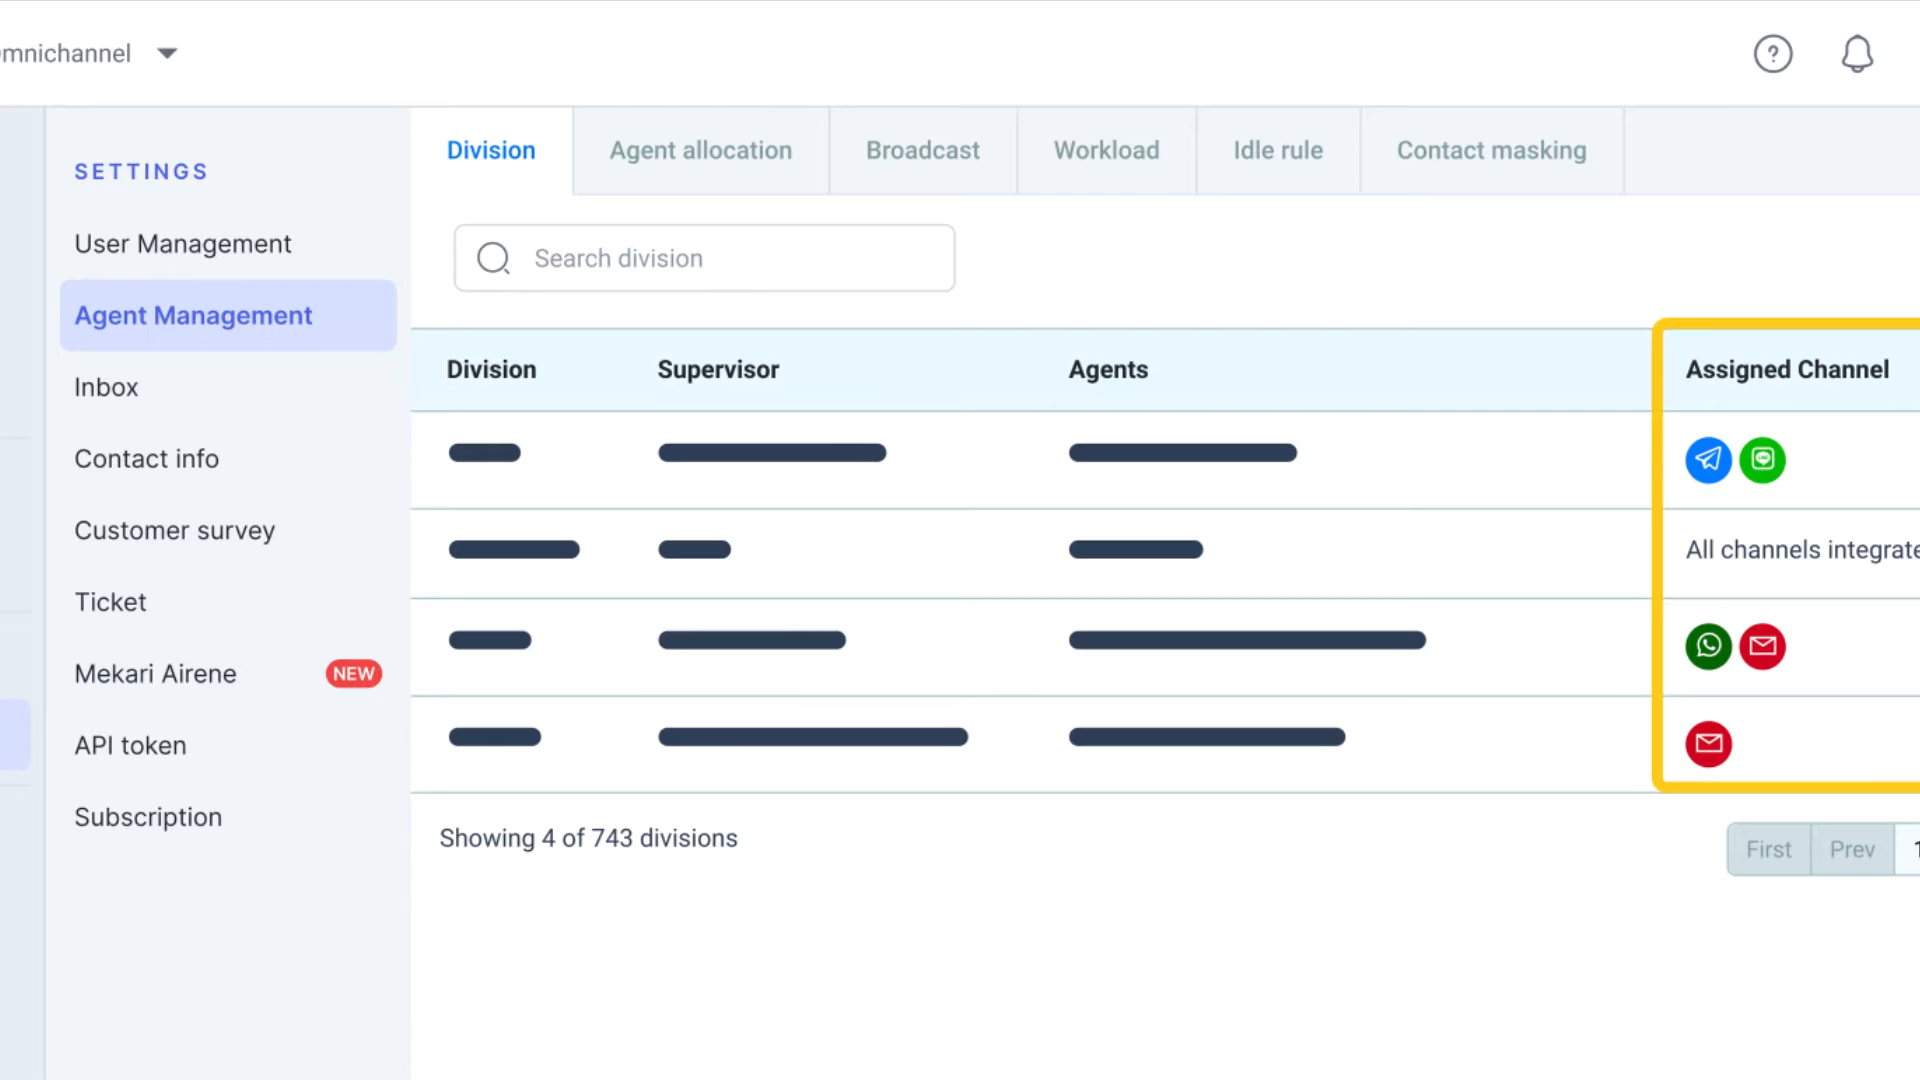 mnichannel
SETTINGS
User Management
Agent Management
Inbox
Contact info
Customer survey
Ticket
Mekari Airene NEW
API token
Subscription
Division Agent allocation Broadcast Workload Idle rule Contact masking
Search division
Division Supervisor Agents Assigned Channel
All channels integrate
Showing 4 of 743 divisions
First Prev 1